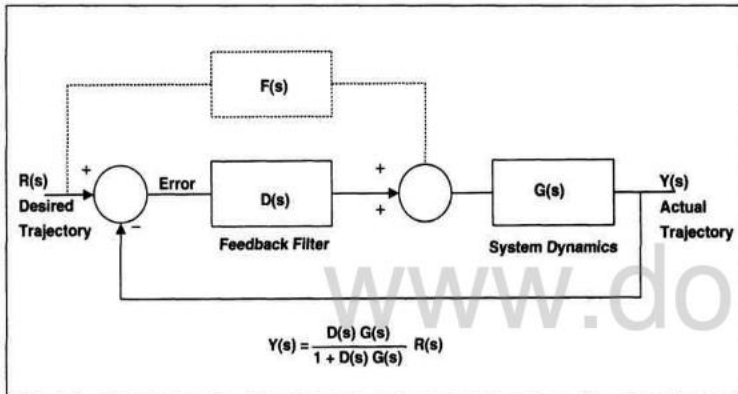 F(s)
+
R(s)
Desired
Trajectory
Error
−
D(s)
Feedback Filter
+
+
G(s)
System Dynamics
Y(s)
Actual
Trajectory
www.do
Y(s) = D(s) G(s) / 1 + D(s) G(s) R(s)